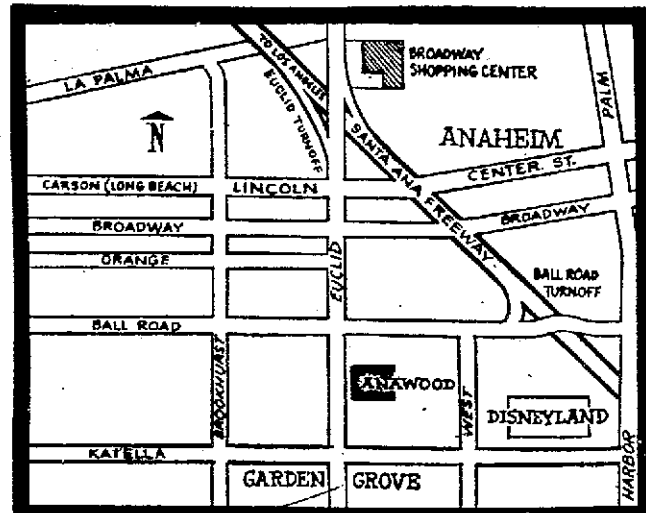 TO LOS ANGELES
BROADWAY
SHOPPING CENTER
LA PALMA
EUCLID TURNOFF
PALM
N
SANTA ANA FREEWAY
ANAHEIM
CENTER. ST.
CARSON (LONG BEACH)
LINCOLN
BROADWAY
BROADWAY
ORANGE
EUCLID
BALL ROAD
TURNOFF
BALL ROAD
BROOKHURST
ANAWOOD
WEST
DISNEYLAND
HARBOR
KATELLA
GARDEN GROVE